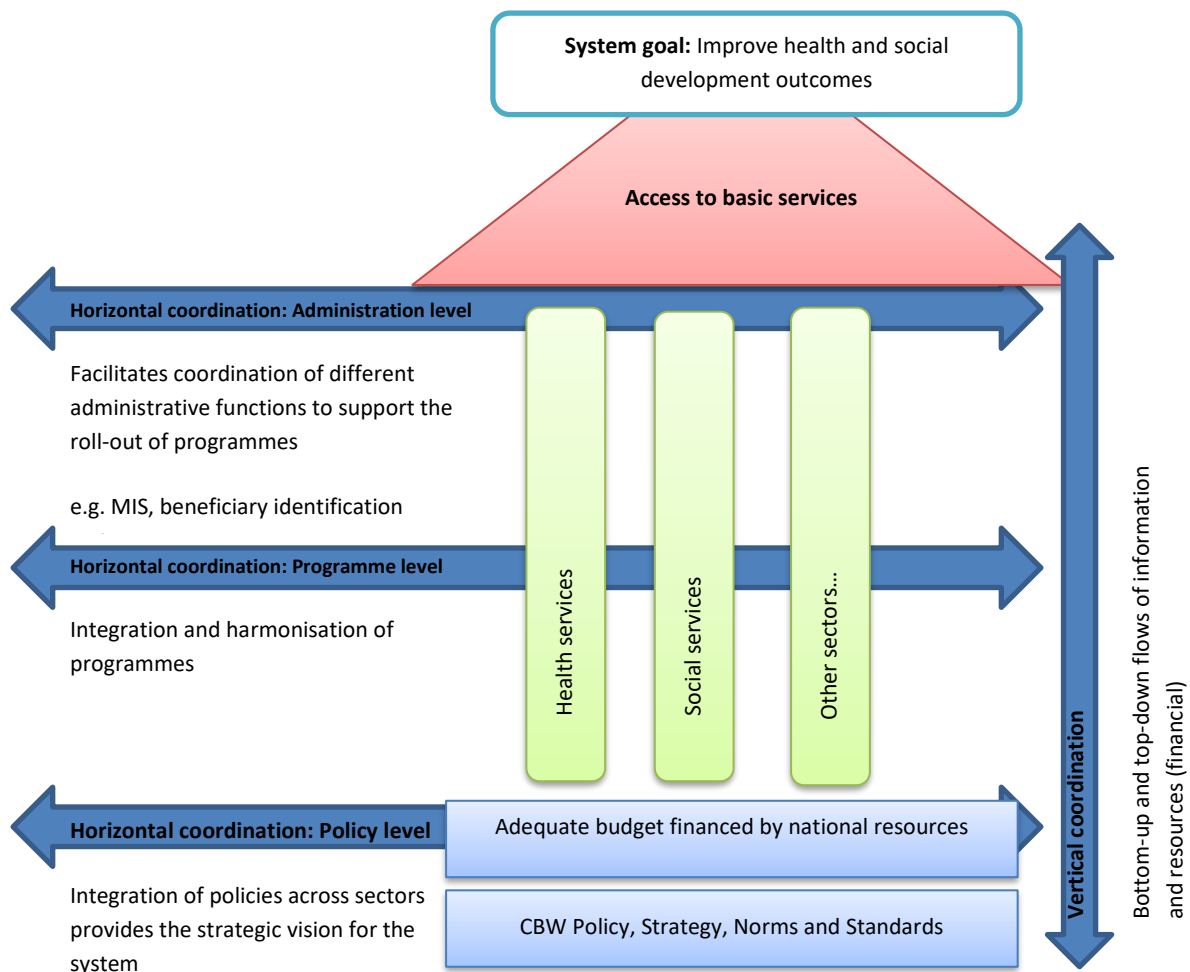 System goal: Improve health and social
development outcomes
Access to basic services
Horizontal coordination: Administration level
Facilitates coordination of different
administrative functions to support the
roll-out of programmes
e.g. MIS, beneficiary identification
Horizontal coordination: Programme level
Integration and harmonisation of
programmes
Health services
Social services
Other sectors...
Horizontal coordination: Policy level
Adequate budget financed by national resources
Integration of policies across sectors
provides the strategic vision for the
system
CBW Policy, Strategy, Norms and Standards
Vertical coordination
Bottom-up and top-down flows of information
and resources (financial)